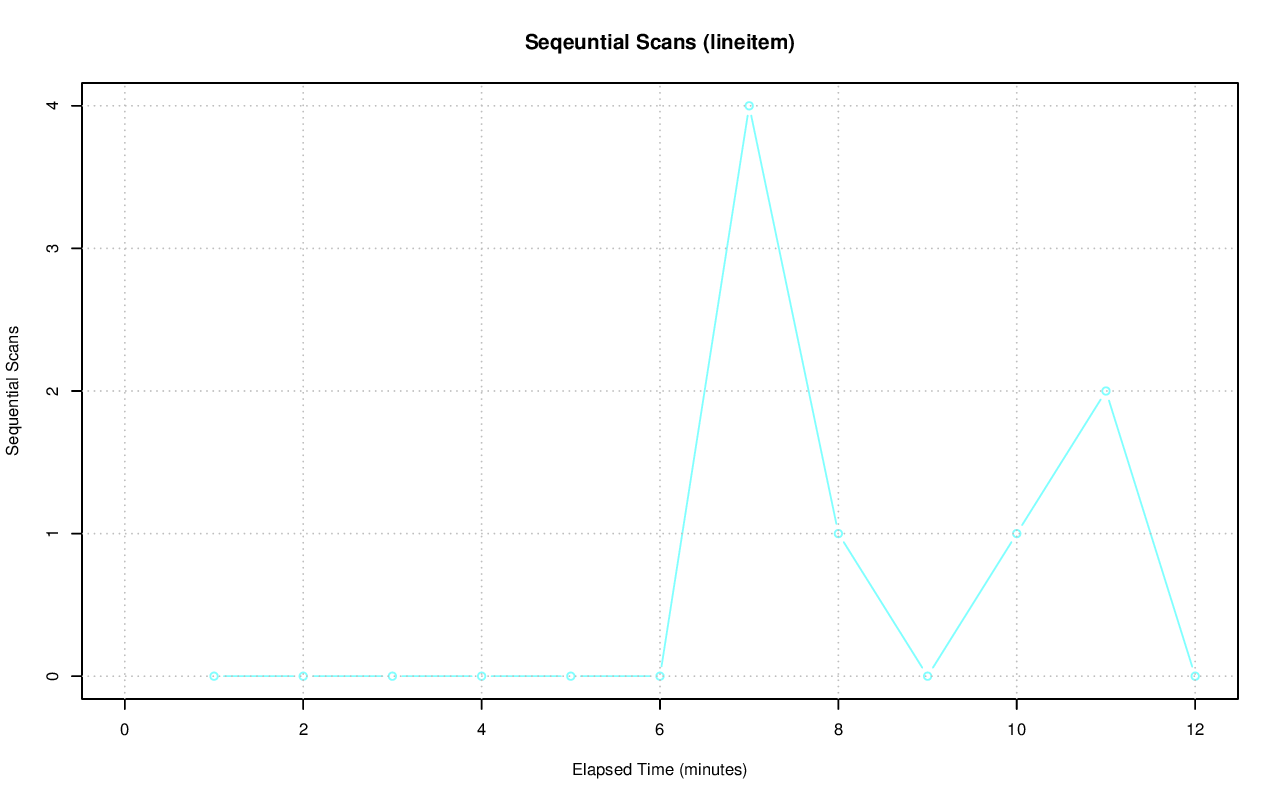 Seqeuntial Scans (lineitem)
Sequential Scans
4
3
2
1
0
0 2 4 6 8 10 12
Elapsed Time (minutes)